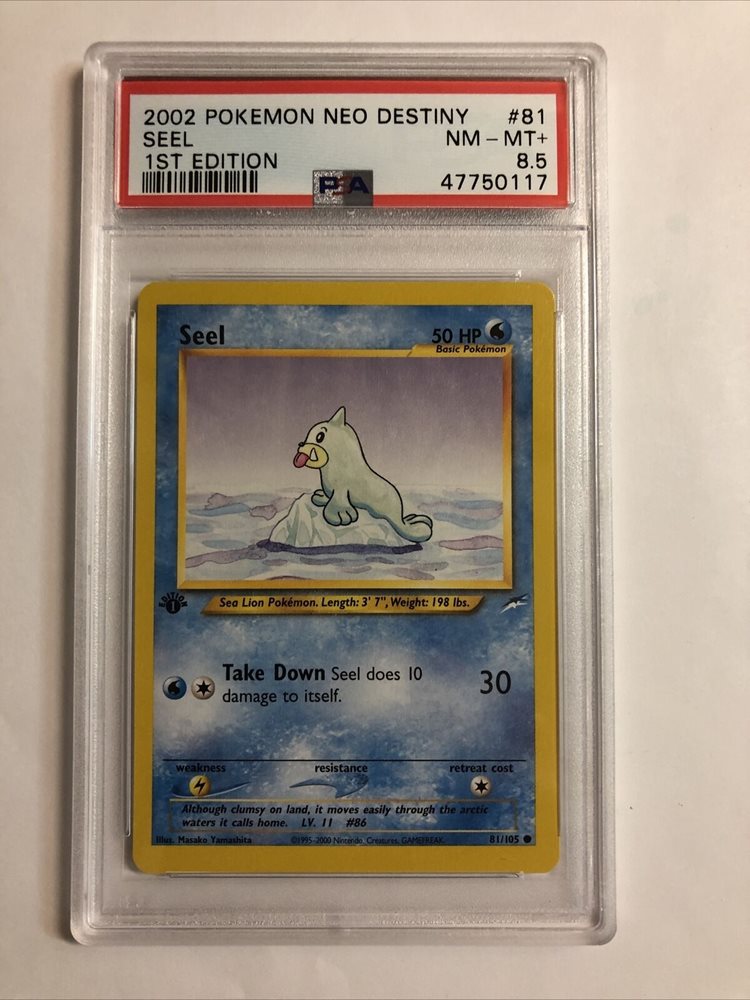 2002 POKEMON NEO DESTINY #81
SEEL NM - MT+
1ST EDITION 8.5
PSA 47750117
Seel 50 HP
Basic Pokémon
EDITION
1
Sea Lion Pokémon. Length: 3' 7", Weight: 198 lbs.
Take Down Seel does 10
damage to itself. 30
weakness resistance retreat cost
Although clumsy on land, it moves easily through the arctic
waters it calls home. LV. 11 #86
Illus. Masako Yamashita ©1995-2000 Nintendo, Creatures, GAMEFREAK. 81/105